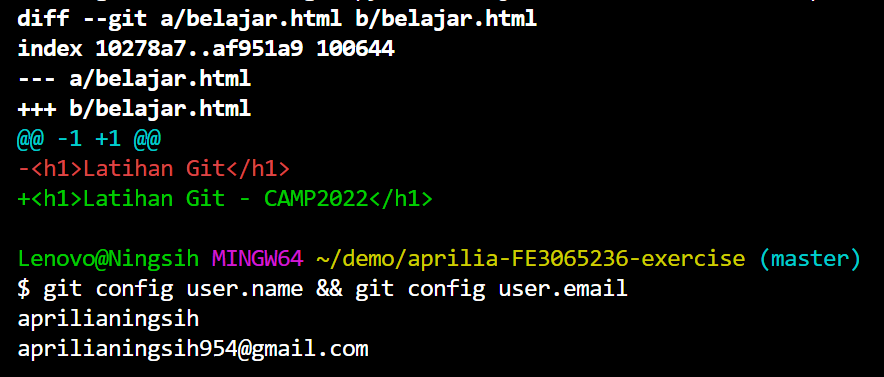 diff --git a/belajar.html b/belajar.html
index 10278a7..af951a9 100644
--- a/belajar.html
+++ b/belajar.html
@@ -1 +1 @@
-<h1>Latihan Git</h1>
+<h1>Latihan Git - CAMP2022</h1>
Lenovo@Ningsih MINGW64 ~/demo/aprilia-FE3065236-exercise (master)
$ git config user.name && git config user.email
aprilianingsih
aprilianingsih954@gmail.com